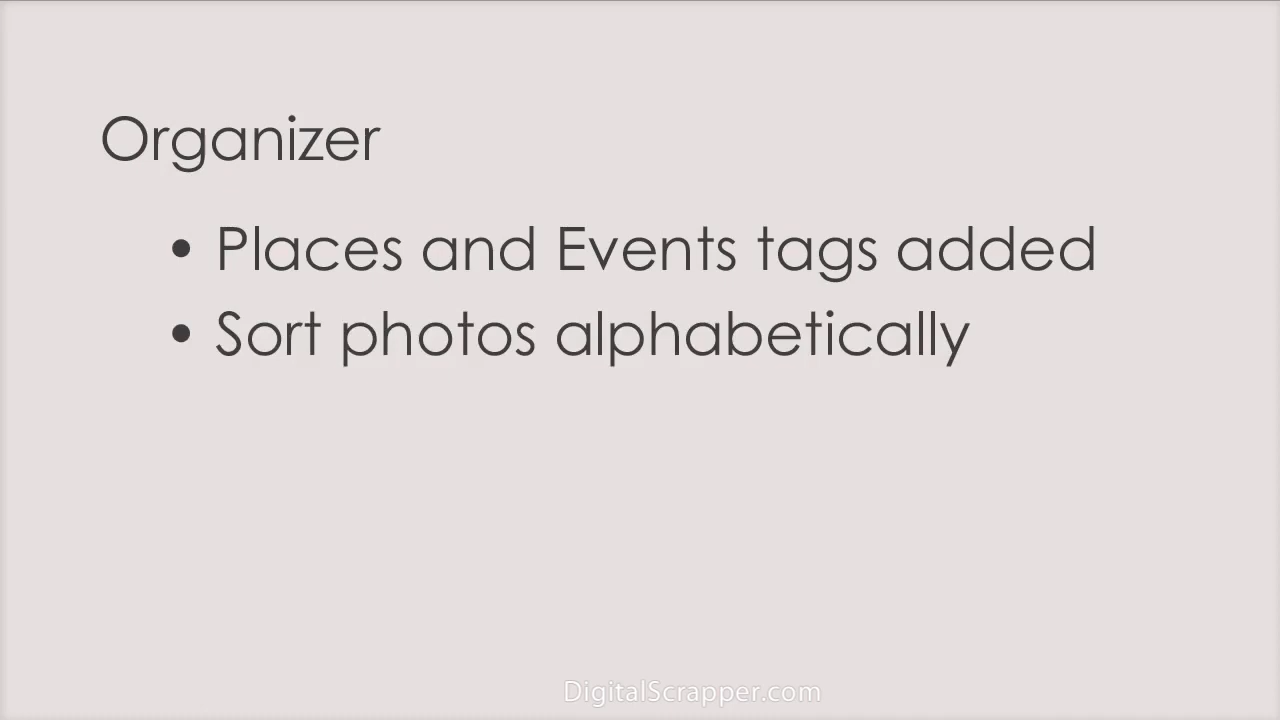 Organizer
• Places and Events tags added
• Sort photos alphabetically
DigitalScrapper.com